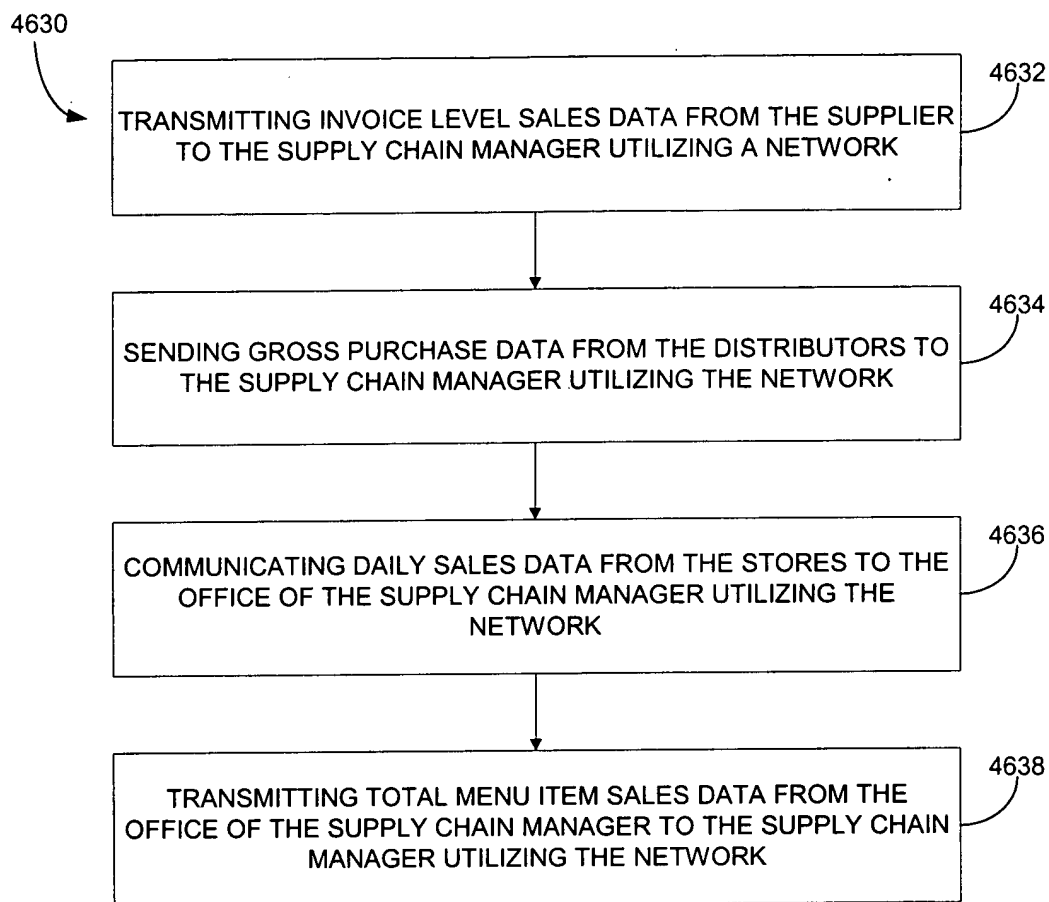 4630
4632
TRANSMITTING INVOICE LEVEL SALES DATA FROM THE SUPPLIER
TO THE SUPPLY CHAIN MANAGER UTILIZING A NETWORK
4634
SENDING GROSS PURCHASE DATA FROM THE DISTRIBUTORS TO
THE SUPPLY CHAIN MANAGER UTILIZING THE NETWORK
4636
COMMUNICATING DAILY SALES DATA FROM THE STORES TO THE
OFFICE OF THE SUPPLY CHAIN MANAGER UTILIZING THE
NETWORK
4638
TRANSMITTING TOTAL MENU ITEM SALES DATA FROM THE
OFFICE OF THE SUPPLY CHAIN MANAGER TO THE SUPPLY CHAIN
MANAGER UTILIZING THE NETWORK